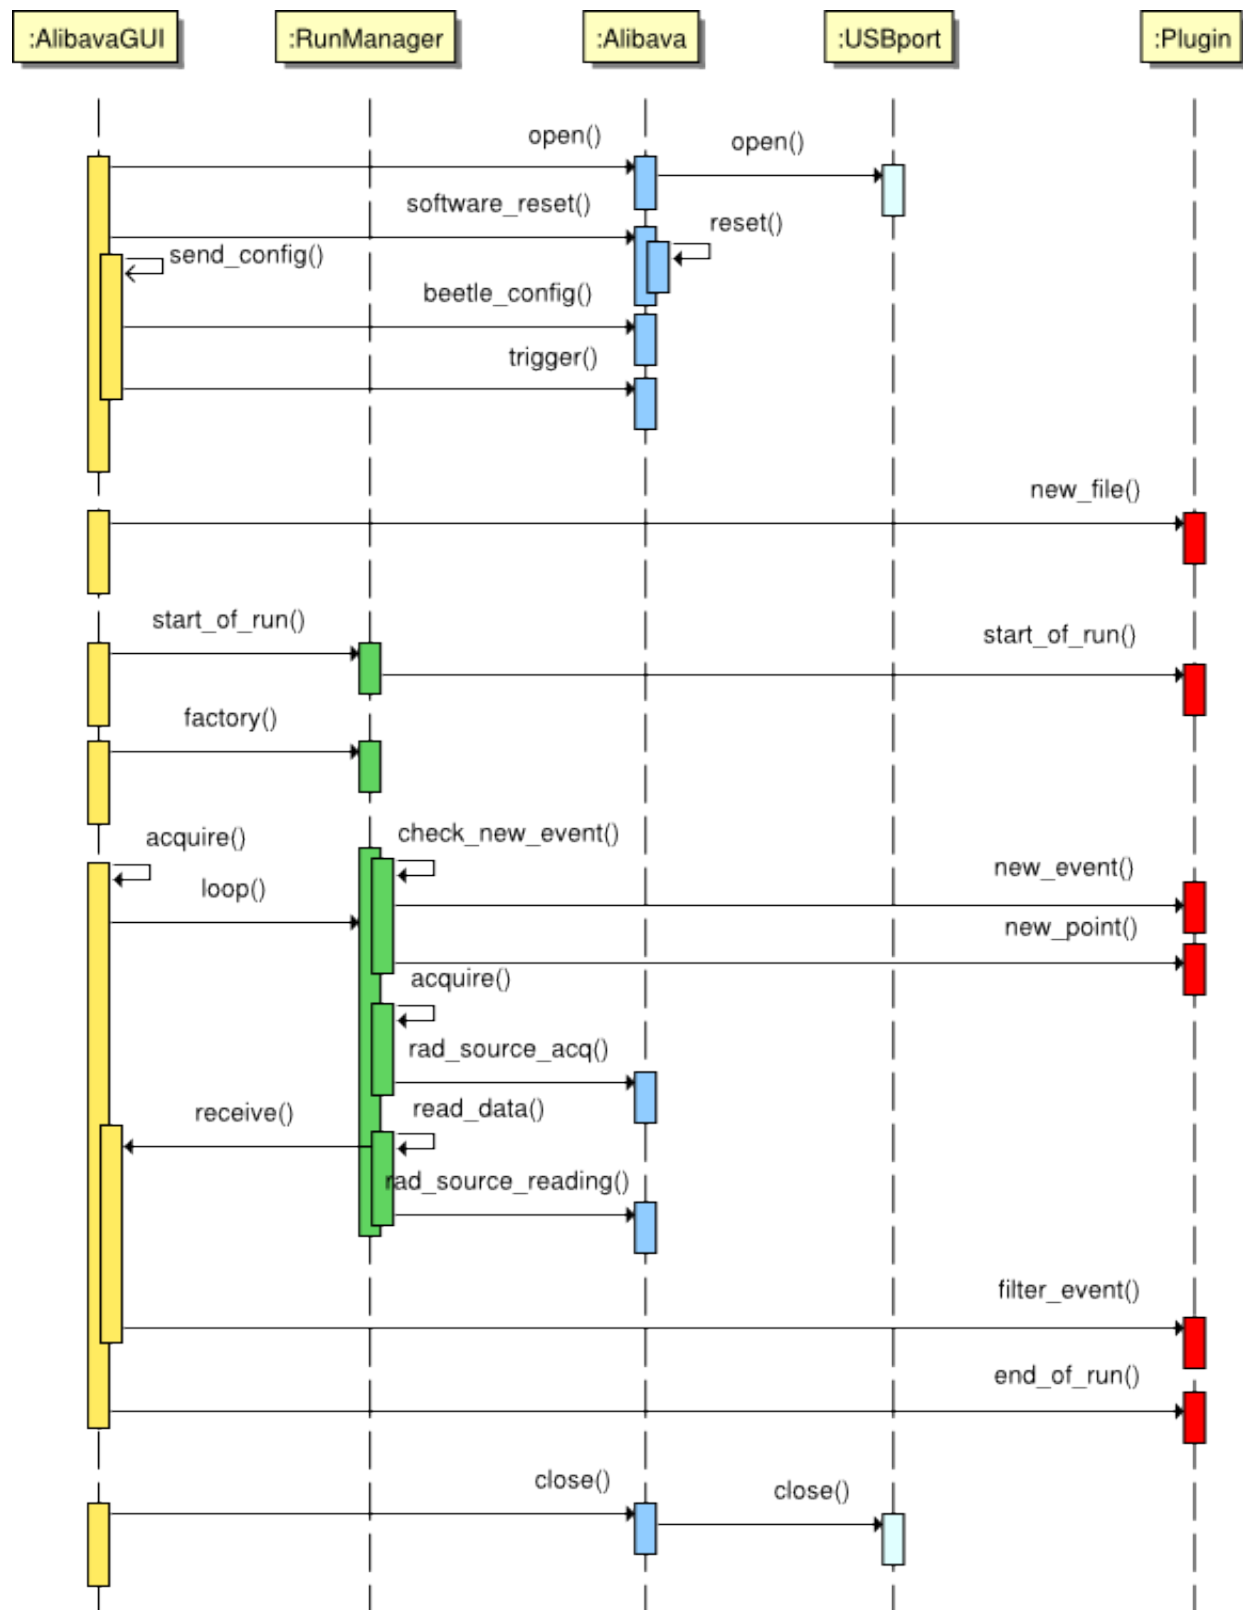 :AlibavaGUI
:RunManager
:Alibava
:USBport
:Plugin
open()
open()
software_reset()
reset()
send_config()
beetle_config()
trigger()
new_file()
start_of_run()
start_of_run()
factory()
acquire()
check_new_event()
loop()
new_event()
new_point()
acquire()
rad_source_acq()
receive()
read_data()
rad_source_reading()
filter_event()
end_of_run()
close()
close()